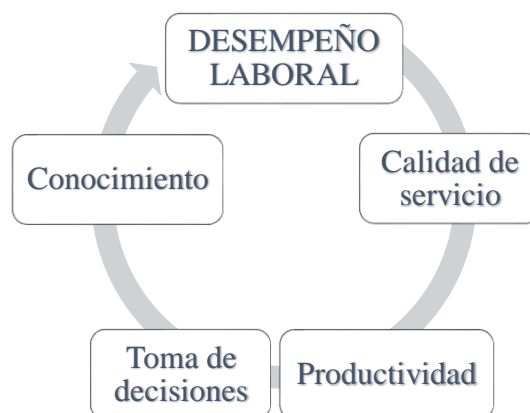 DESEMPEÑO
LABORAL
Calidad de
servicio
Productividad
Toma de
decisiones
Conocimiento